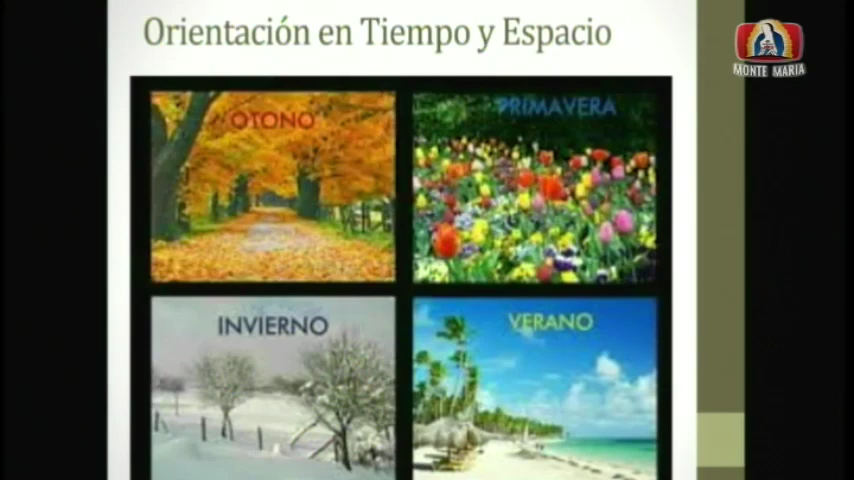 Orientación en Tiempo y Espacio
MONTE MARIA
OTONO
PRIMAVERA
INVIERNO
VERANO